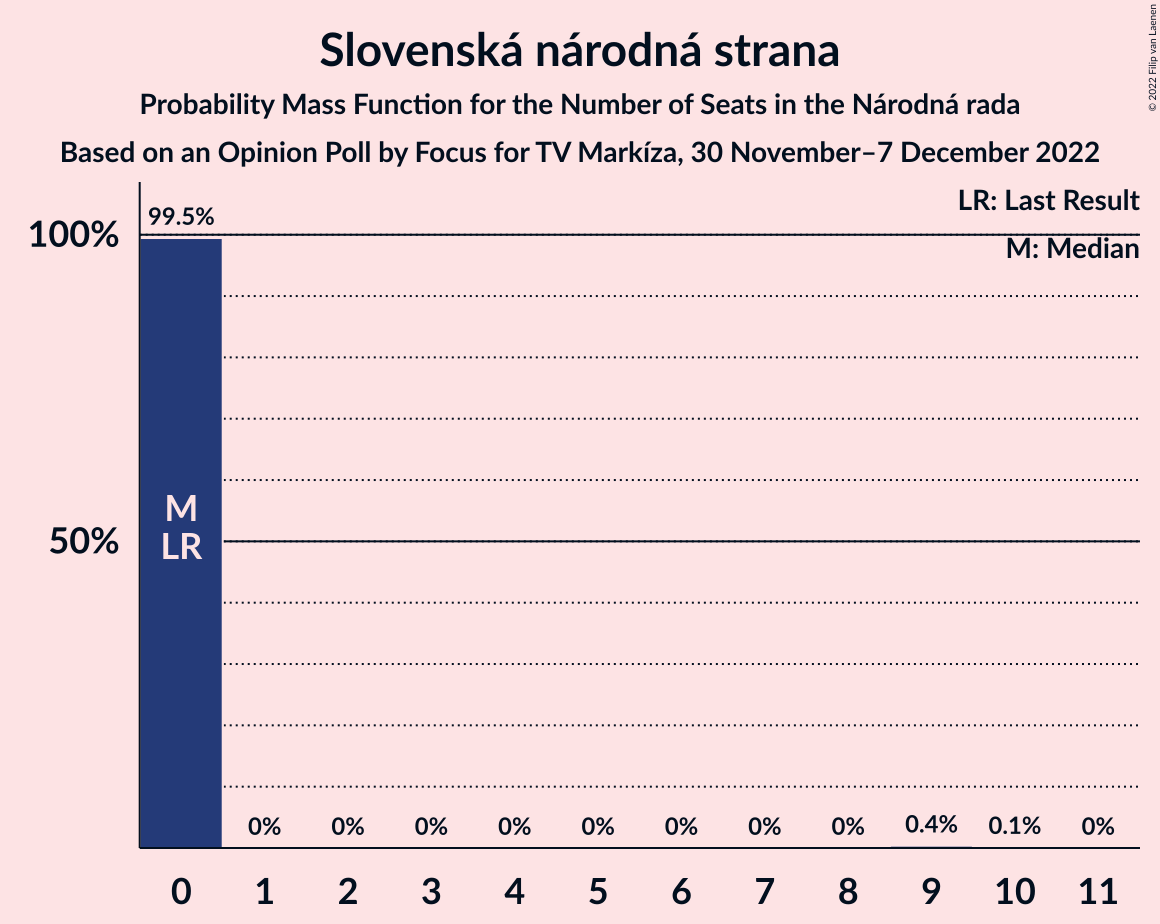 Slovenská národná strana
Probability Mass Function for the Number of Seats in the Národná rada
Based on an Opinion Poll by Focus for TV Markíza, 30 November–7 December 2022
© 2022 Filip van Laenen
LR: Last Result
M: Median
99.5%
100%
M
LR
50%
0% 0% 0% 0% 0% 0% 0% 0% 0.4% 0.1% 0%
0 1 2 3 4 5 6 7 8 9 10 11